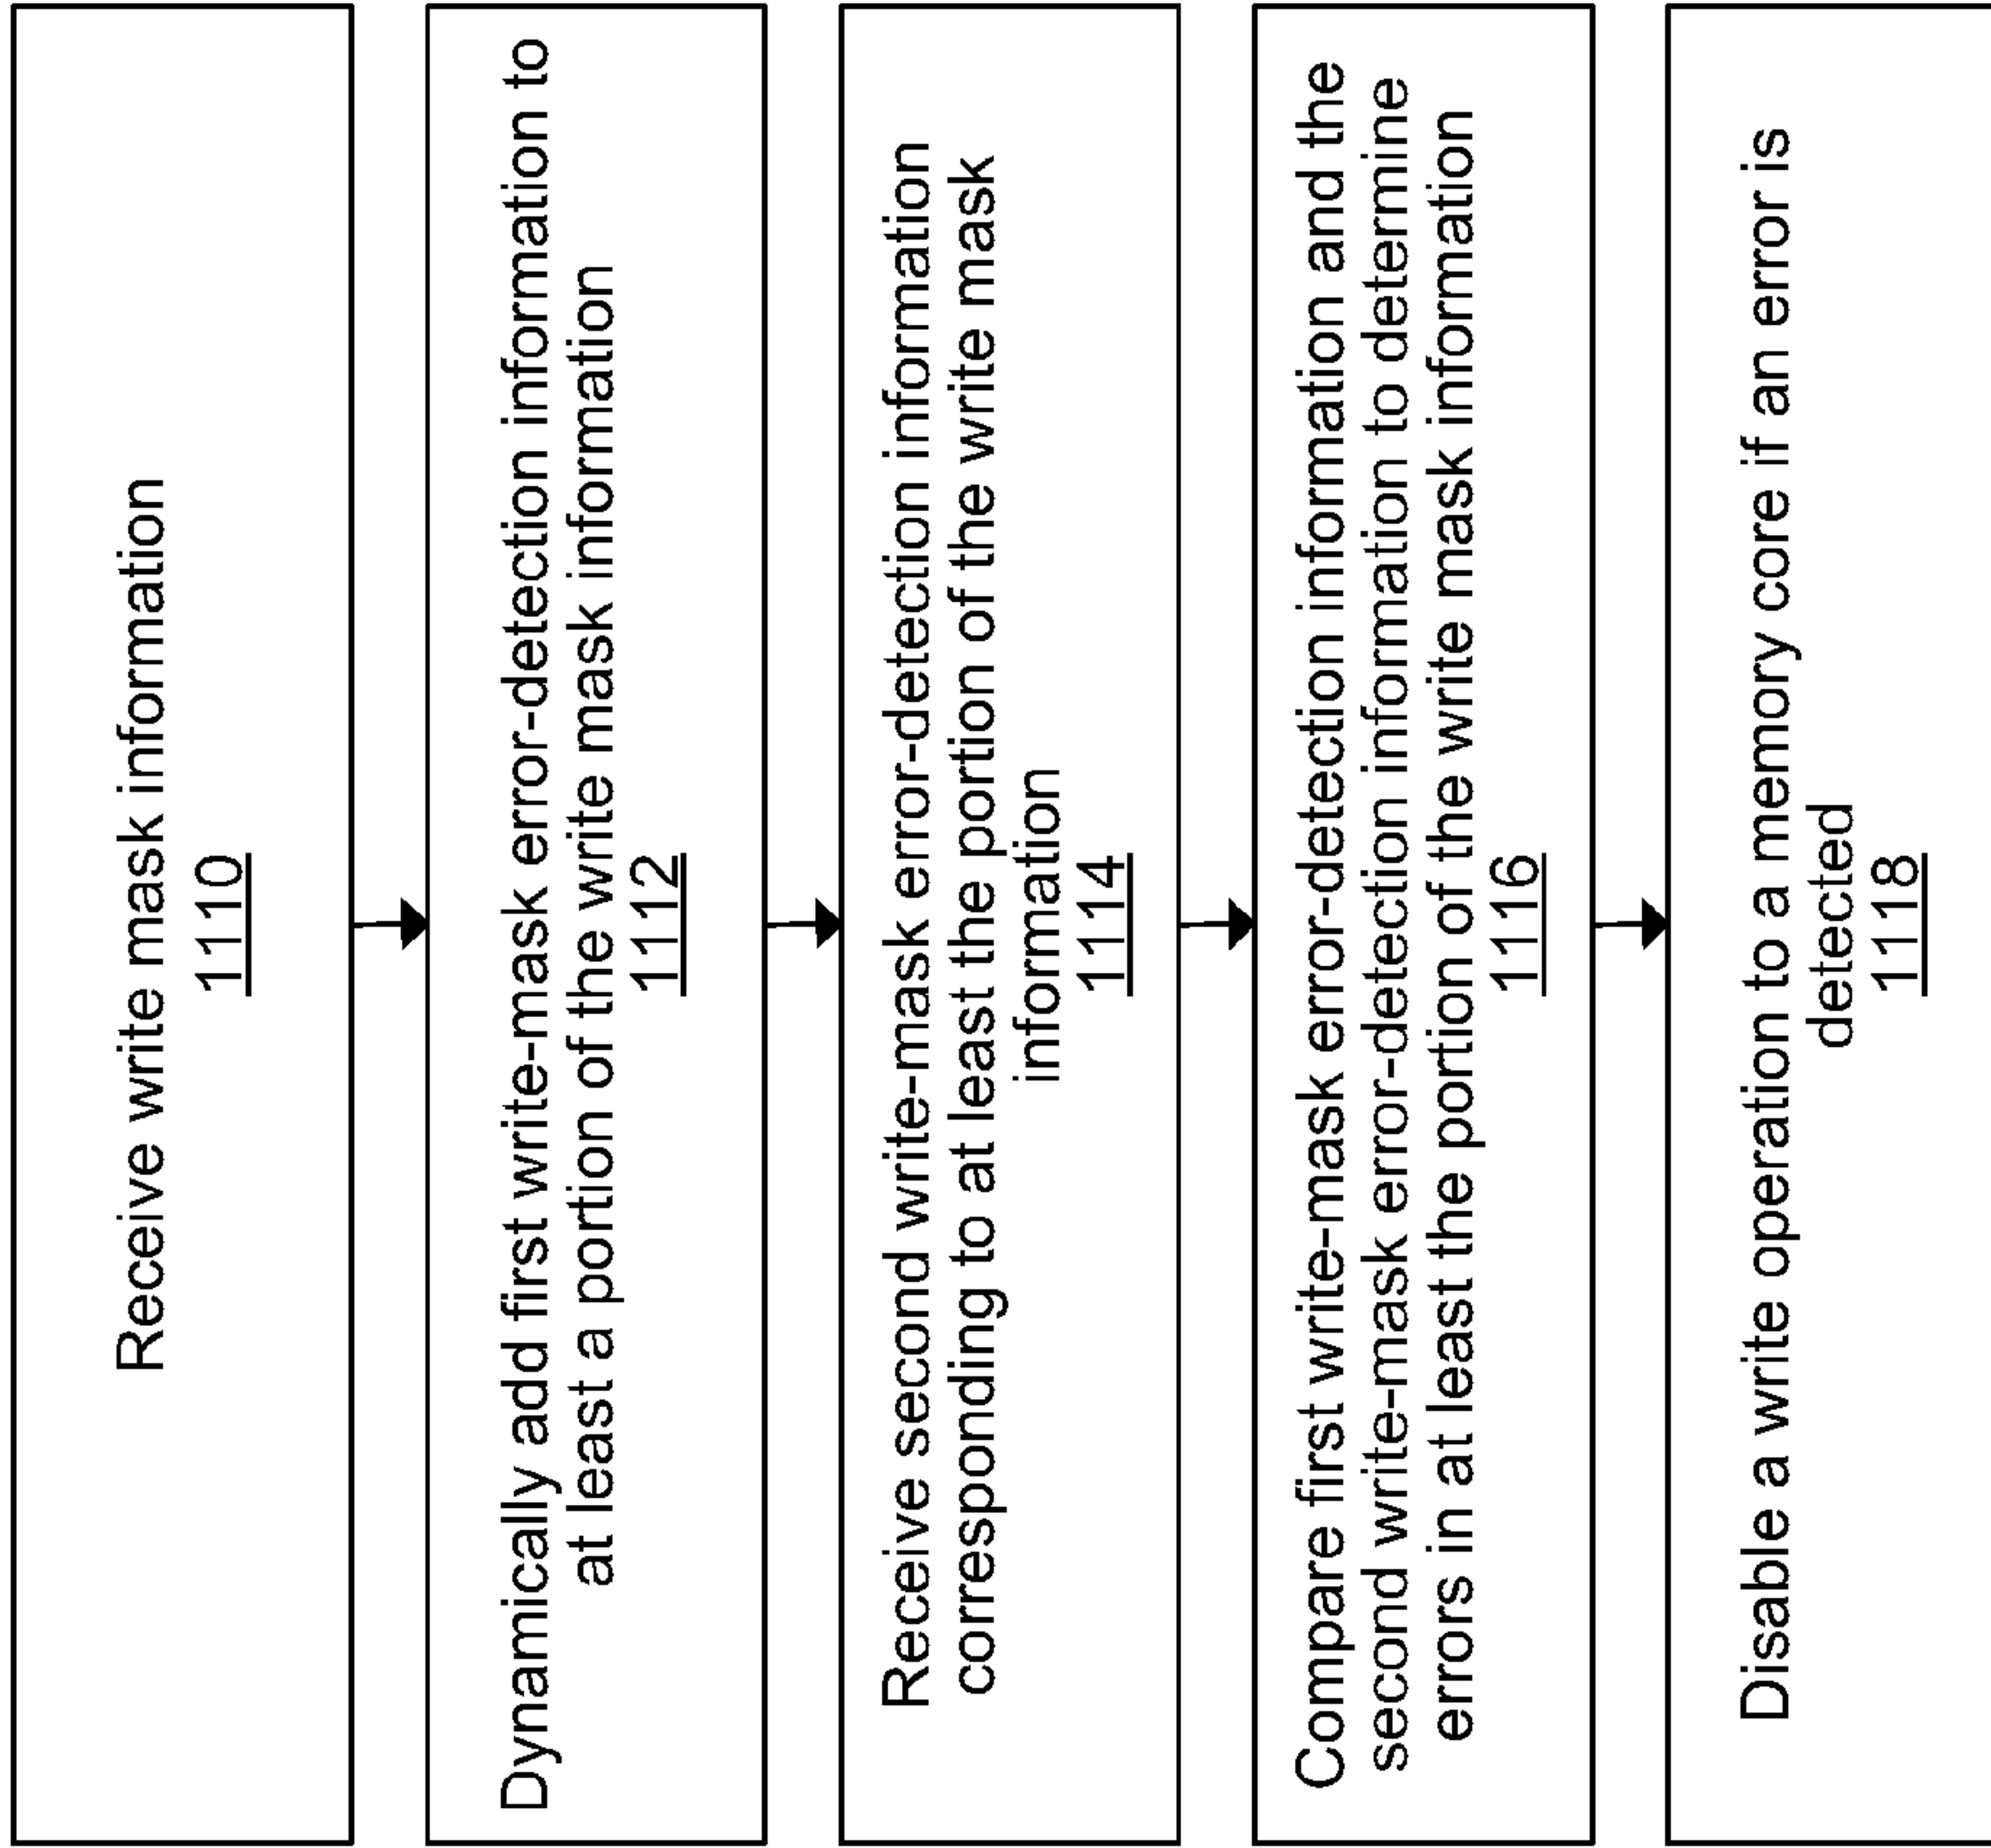 Receive write mask information
1110
Dynamically add first write-mask error-detection information to
at least a portion of the write mask information
1112
Receive second write-mask error-detection information
corresponding to at least the portion of the write mask
information
1114
Compare first write-mask error-detection information and the
second write-mask error-detection information to determine
errors in at least the portion of the write mask information
1116
Disable a write operation to a memory core if an error is
detected
1118